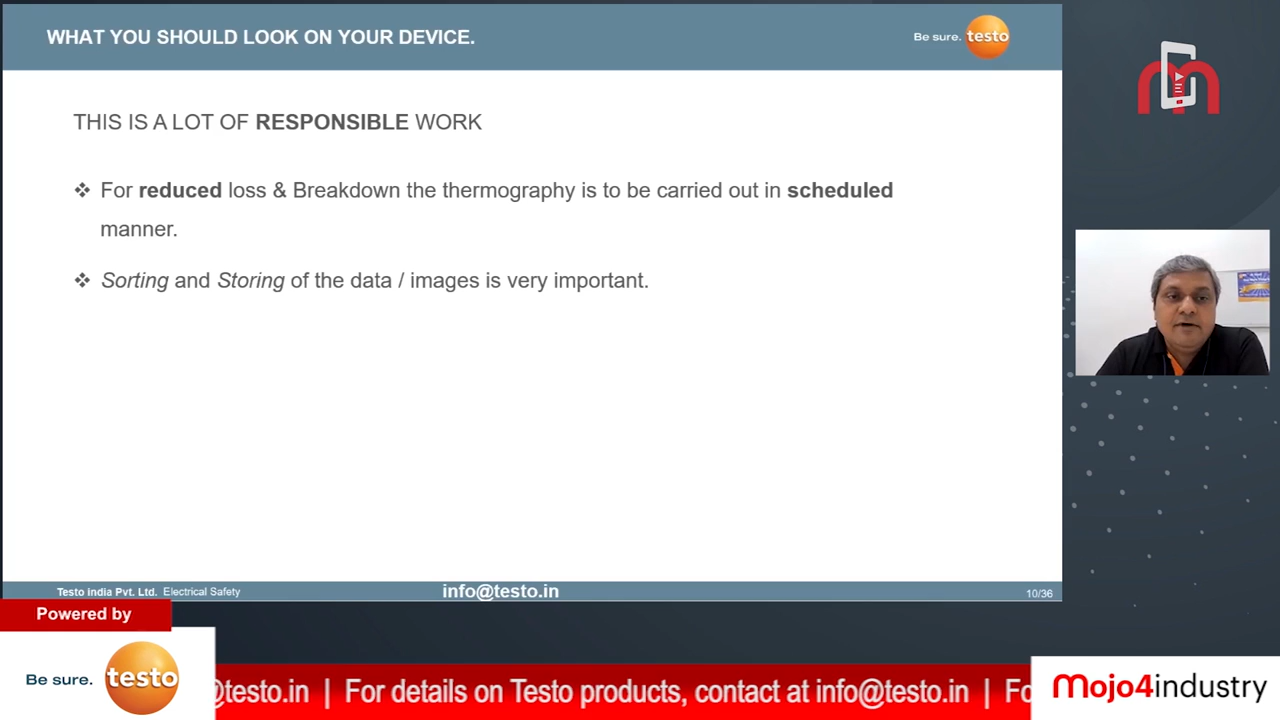 WHAT YOU SHOULD LOOK ON YOUR DEVICE.
Be sure. testo
THIS IS A LOT OF RESPONSIBLE WORK
❖ For reduced loss & Breakdown the thermography is to be carried out in scheduled
manner.
❖ Sorting and Storing of the data / images is very important.
Testo india Pvt. Ltd. Electrical Safety
info@testo.in
10/36
Powered by
Be sure. testo
@testo.in | For details on Testo products, contact at info@testo.in | Fo
Mojo4industry